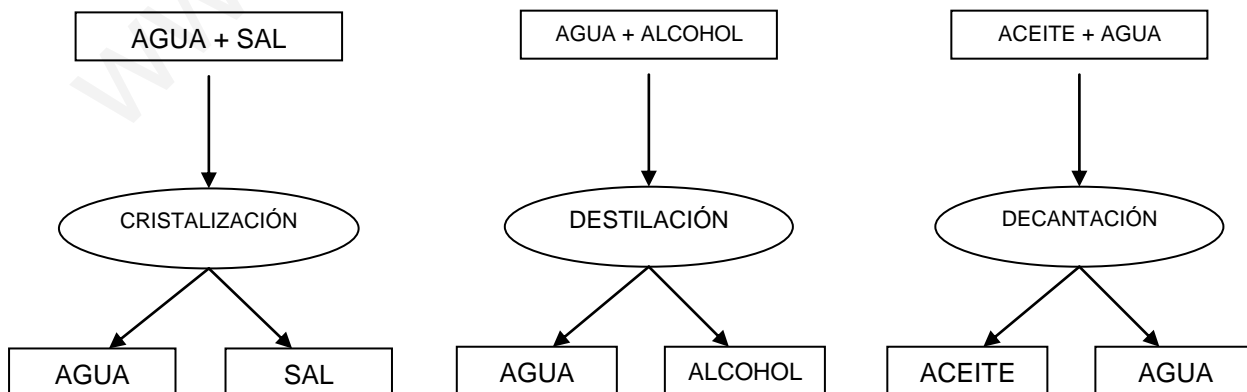 AGUA + SAL
AGUA + ALCOHOL
ACEITE + AGUA
CRISTALIZACIÓN
DESTILACIÓN
DECANTACIÓN
AGUA
SAL
AGUA
ALCOHOL
ACEITE
AGUA